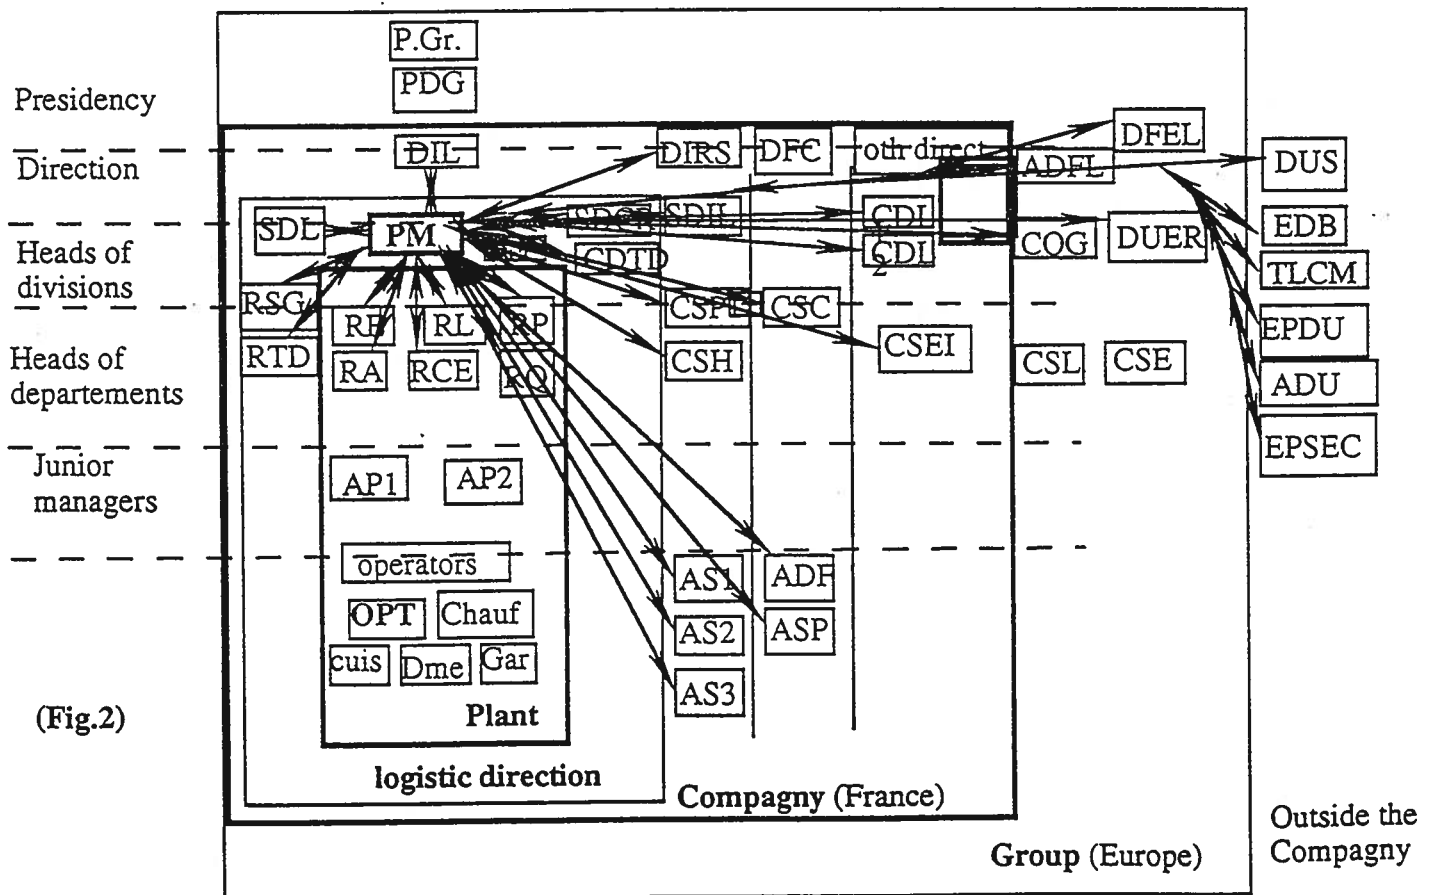 P.Gr.
PDG
Presidency
DFEL
DIL
DIRS
DFC
othr direct
ADFL
DUS
Direction
SDL
PM
SDIL
CDI
COG
DUER
EDB
Heads of
divisions
CDTD
CDI
2
TLCM
RSG
RL
RP
CSC
EPDU
RTD
RA
RCE
RQ
CSH
CSEI
CSL
CSE
ADU
Heads of
departements
EPSEC
Junior
managers
AP1
AP2
operators
AS1
ADF
OPT
Chauf
AS2
ASP
cuis
Dme
Gar
AS3
Plant
(Fig.2)
logistic direction
Compagny (France)
Group (Europe)
Outside the
Compagny